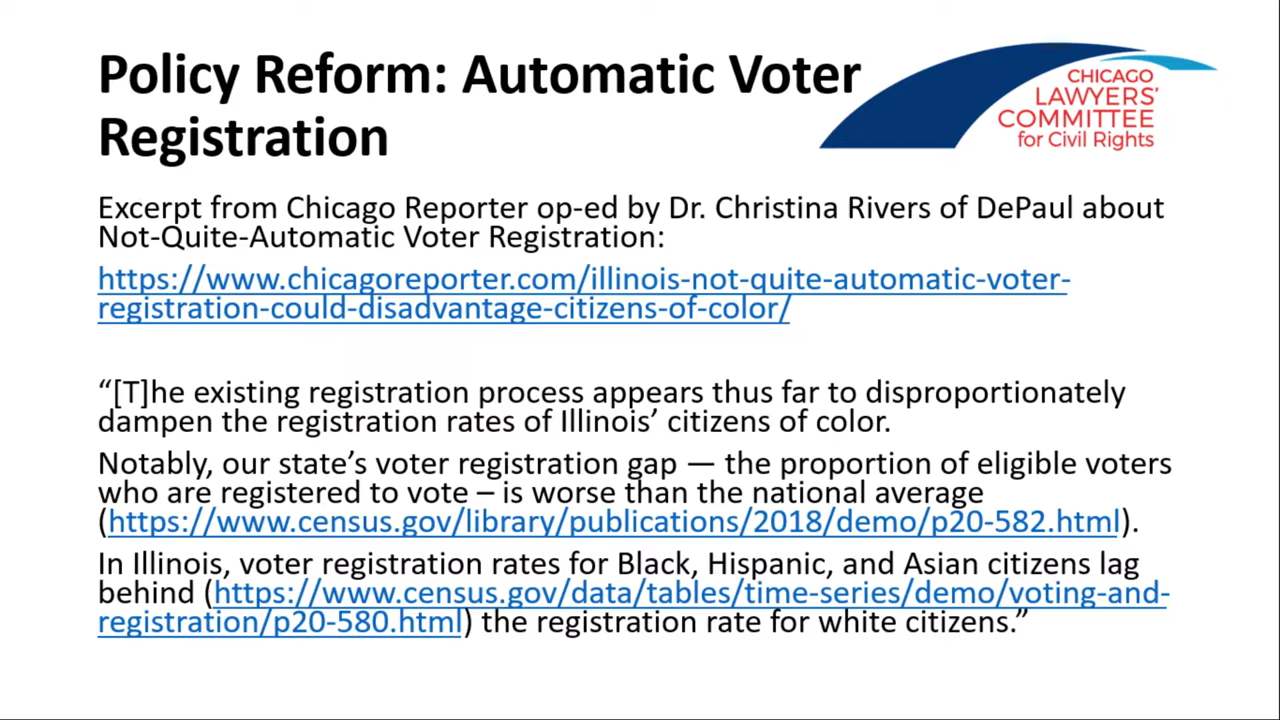 Policy Reform: Automatic Voter
Registration
CHICAGO
LAWYERS'
COMMITTEE
for Civil Rights
Excerpt from Chicago Reporter op-ed by Dr. Christina Rivers of DePaul about
Not-Quite-Automatic Voter Registration:
https://www.chicagoreporter.com/illinois-not-quite-automatic-voter-
registration-could-disadvantage-citizens-of-color/
“[T]he existing registration process appears thus far to disproportionately
dampen the registration rates of Illinois’ citizens of color.
Notably, our state’s voter registration gap — the proportion of eligible voters
who are registered to vote – is worse than the national average
(https://www.census.gov/library/publications/2018/demo/p20-582.html).
In Illinois, voter registration rates for Black, Hispanic, and Asian citizens lag
behind (https://www.census.gov/data/tables/time-series/demo/voting-and-
registration/p20-580.html) the registration rate for white citizens.”